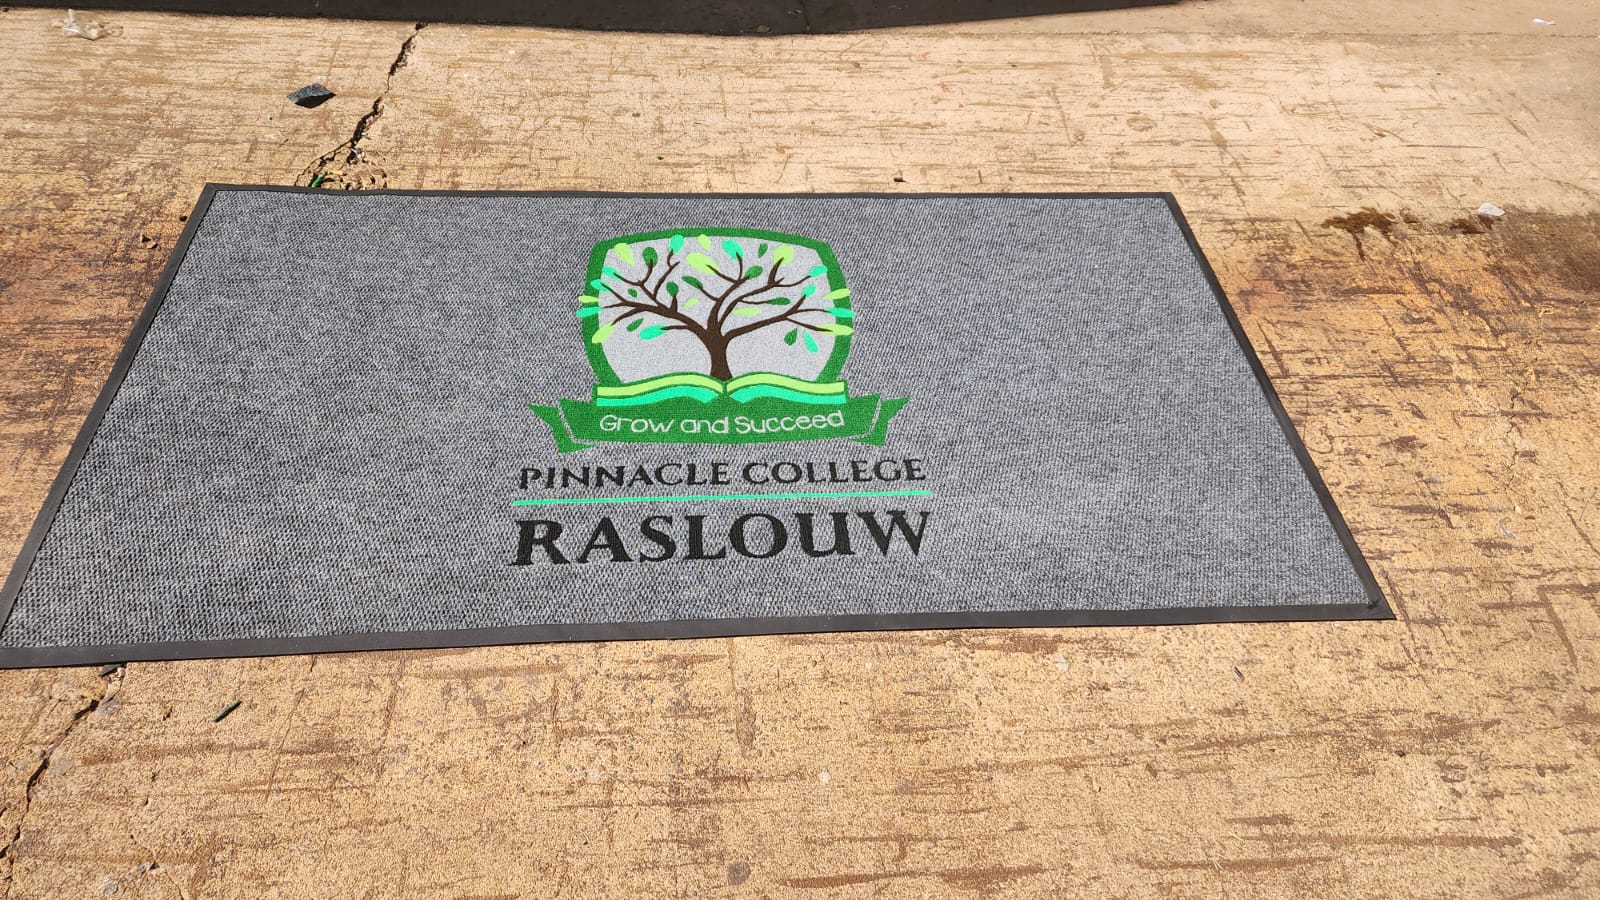 Grow and Succeed
PINNACLE COLLEGE
RASLOUW